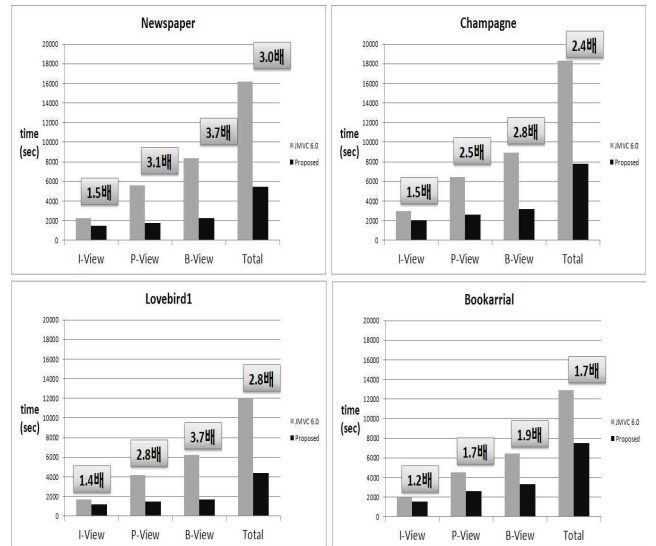 Newspaper
20000
18000
16000
14000
12000
10000
8000
6000
4000
2000
0
time
(sec)
1.5배
3.1배
3.7배
3.0배
JMVC 6.0
Proposed
I-View P-View B-View Total
Champagne
20000
18000
16000
14000
12000
10000
8000
6000
4000
2000
0
time
(sec)
1.5배
2.5배
2.8배
2.4배
JMVC 6.0
Proposed
I-View P-View B-View Total
Lovebird1
20000
18000
16000
14000
12000
10000
8000
6000
4000
2000
0
time
(sec)
1.4배
2.8배
3.7배
2.8배
JMVC 6.0
Proposed
I-View P-View B-View Total
Bookarrial
20000
18000
16000
14000
12000
10000
8000
6000
4000
2000
0
time
(sec)
1.2배
1.7배
1.9배
1.7배
JMVC 6.0
Proposed
I-View P-View B-View Total